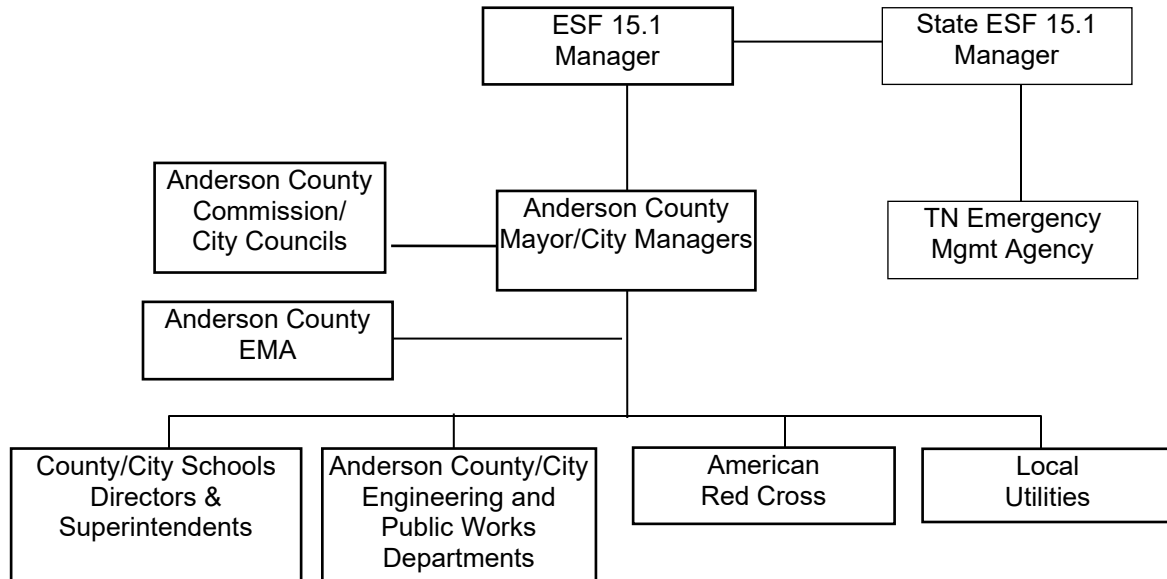 ESF 15.1
Manager
State ESF 15.1
Manager
Anderson County
Commission/
City Councils
Anderson County
Mayor/City Managers
TN Emergency
Mgmt Agency
Anderson County
EMA
County/City Schools
Directors &
Superintendents
Anderson County/City
Engineering and
Public Works
Departments
American
Red Cross
Local
Utilities